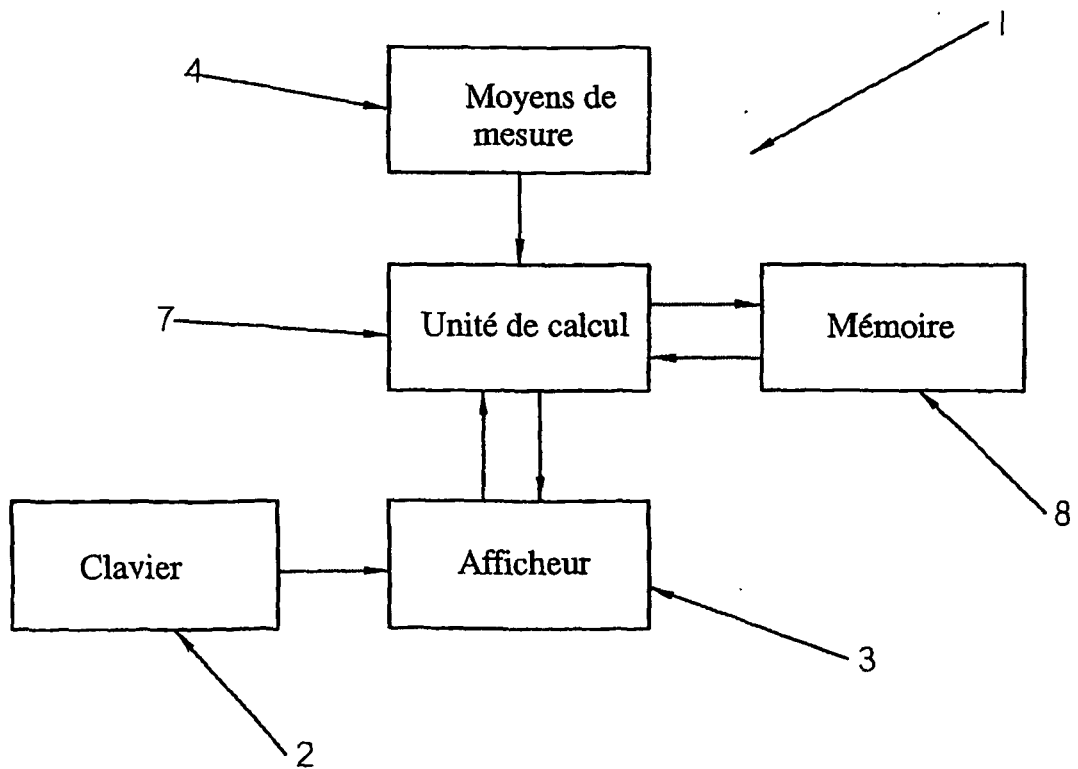 1
4
Moyens de
mesure
7
Unité de calcul
Mémoire
8
Clavier
Afficheur
3
2